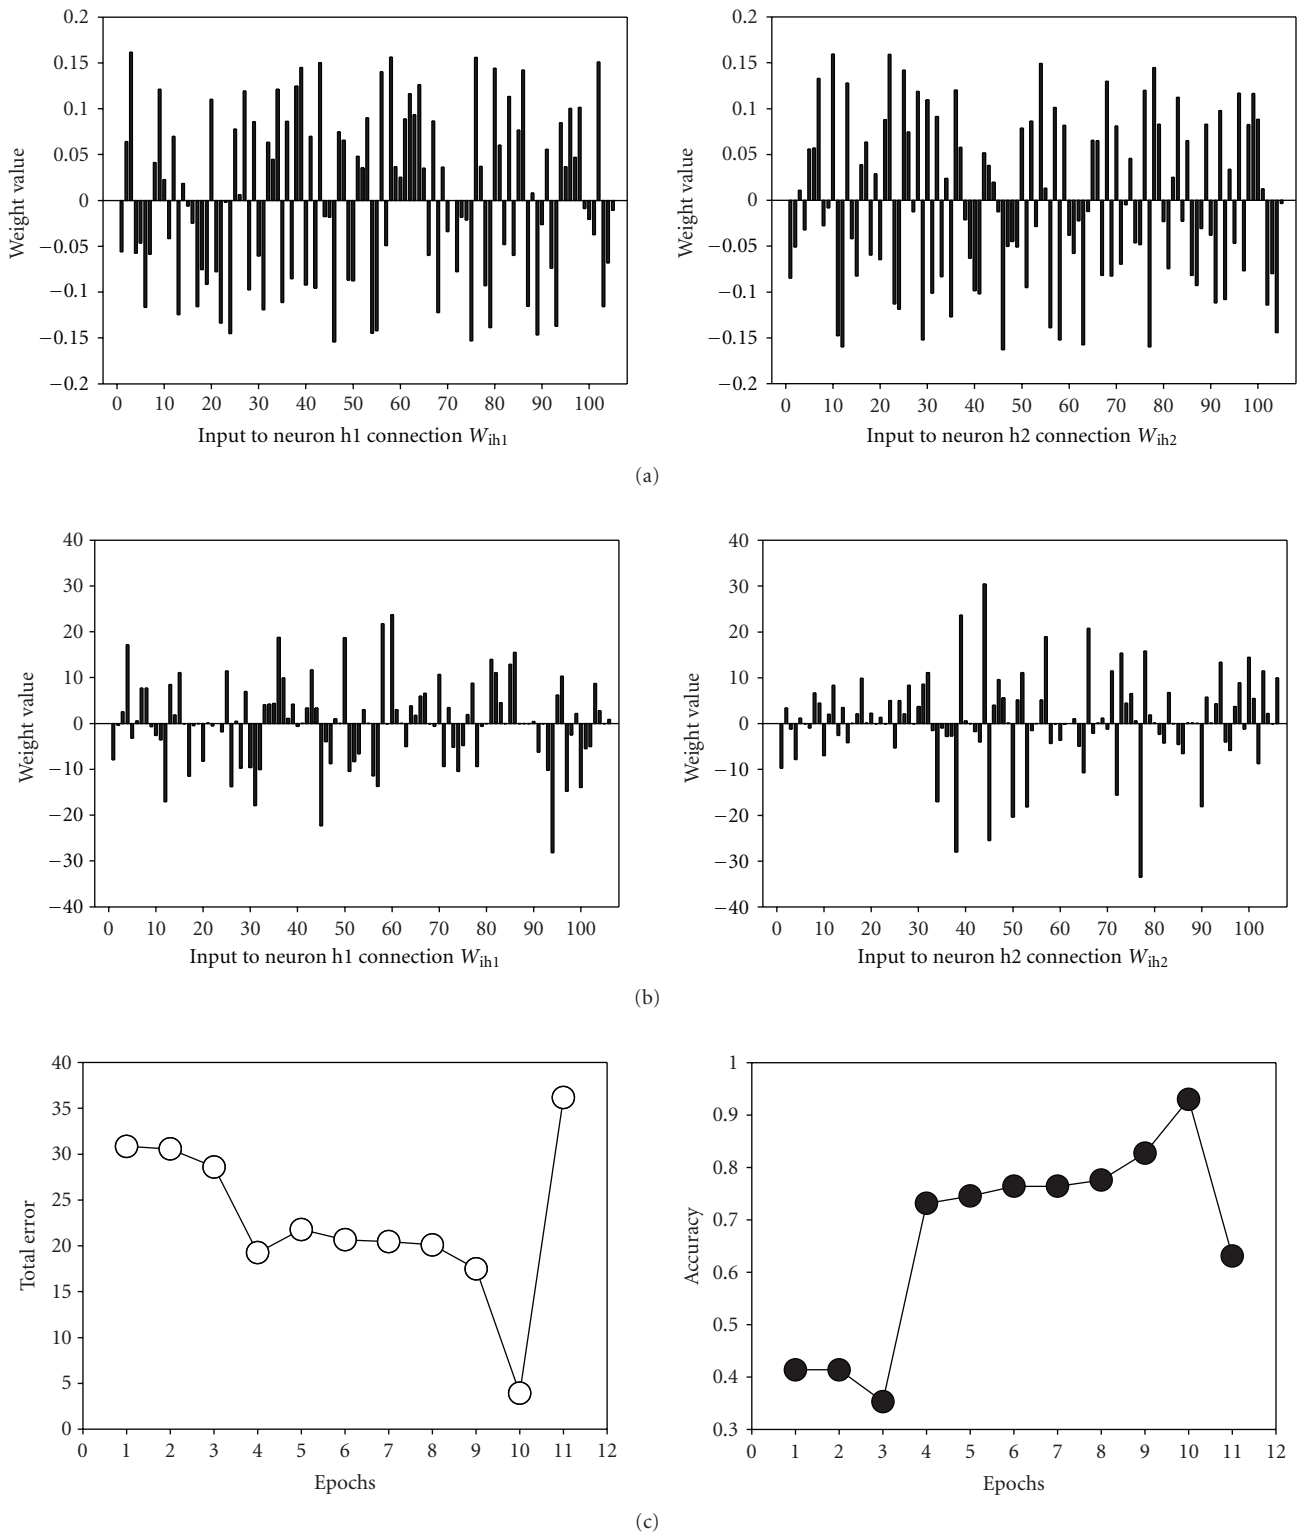 0.2
0.15
0.1
0.05
0
−0.05
−0.1
−0.15
−0.2
Weight value
0 10 20 30 40 50 60 70 80 90 100
Input to neuron h1 connection Wih1
0.2
0.15
0.1
0.05
0
−0.05
−0.1
−0.15
−0.2
Weight value
0 10 20 30 40 50 60 70 80 90 100
Input to neuron h2 connection Wih2
(a)
40
30
20
10
0
−10
−20
−30
−40
Weight value
0 10 20 30 40 50 60 70 80 90 100
Input to neuron h1 connection Wih1
40
30
20
10
0
−10
−20
−30
−40
Weight value
0 10 20 30 40 50 60 70 80 90 100
Input to neuron h2 connection Wih2
(b)
40
35
30
25
20
15
10
5
0
Total error
0 1 2 3 4 5 6 7 8 9 10 11 12
Epochs
1
0.9
0.8
0.7
0.6
0.5
0.4
0.3
Accuracy
0 1 2 3 4 5 6 7 8 9 10 11 12
Epochs
(c)